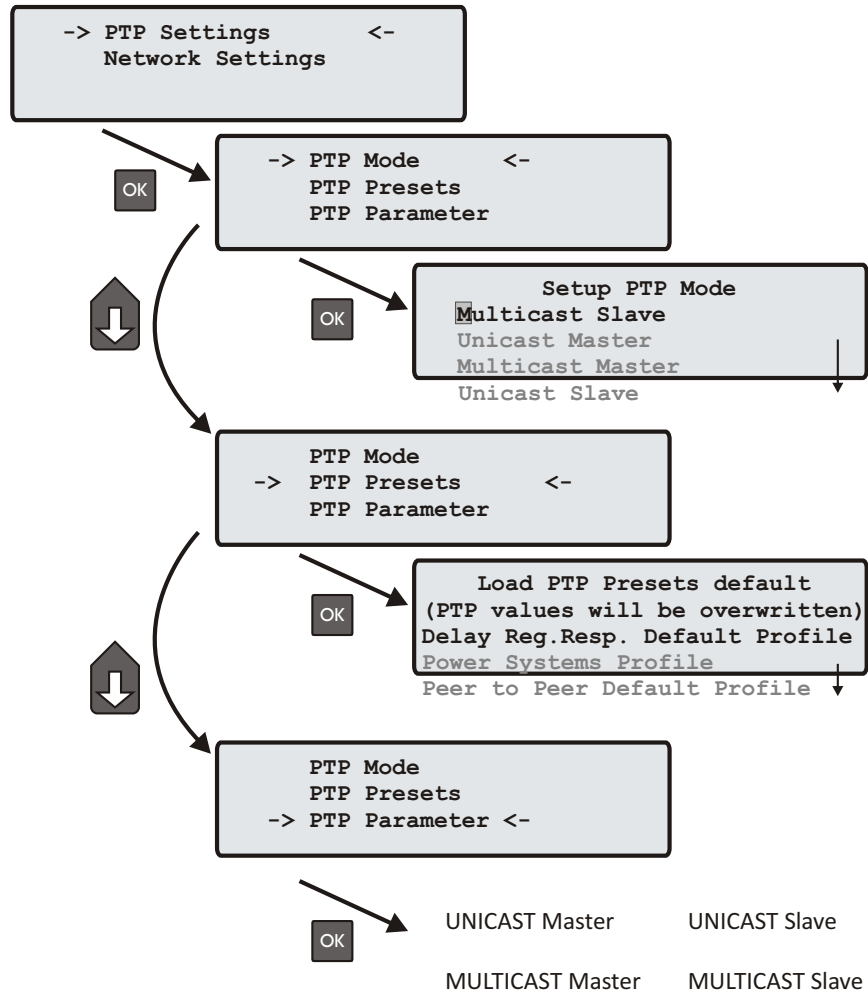 -> PTP Settings <-
Network Settings
OK
-> PTP Mode <-
PTP Presets
PTP Parameter
OK
Setup PTP Mode
Multicast Slave
Unicast Master
Multicast Master
Unicast Slave
PTP Mode
-> PTP Presets <-
PTP Parameter
OK
Load PTP Presets default
(PTP values will be overwritten)
Delay Reg.Resp. Default Profile
Power Systems Profile
Peer to Peer Default Profile
PTP Mode
PTP Presets
-> PTP Parameter <-
OK
UNICAST Master UNICAST Slave
MULTICAST Master MULTICAST Slave